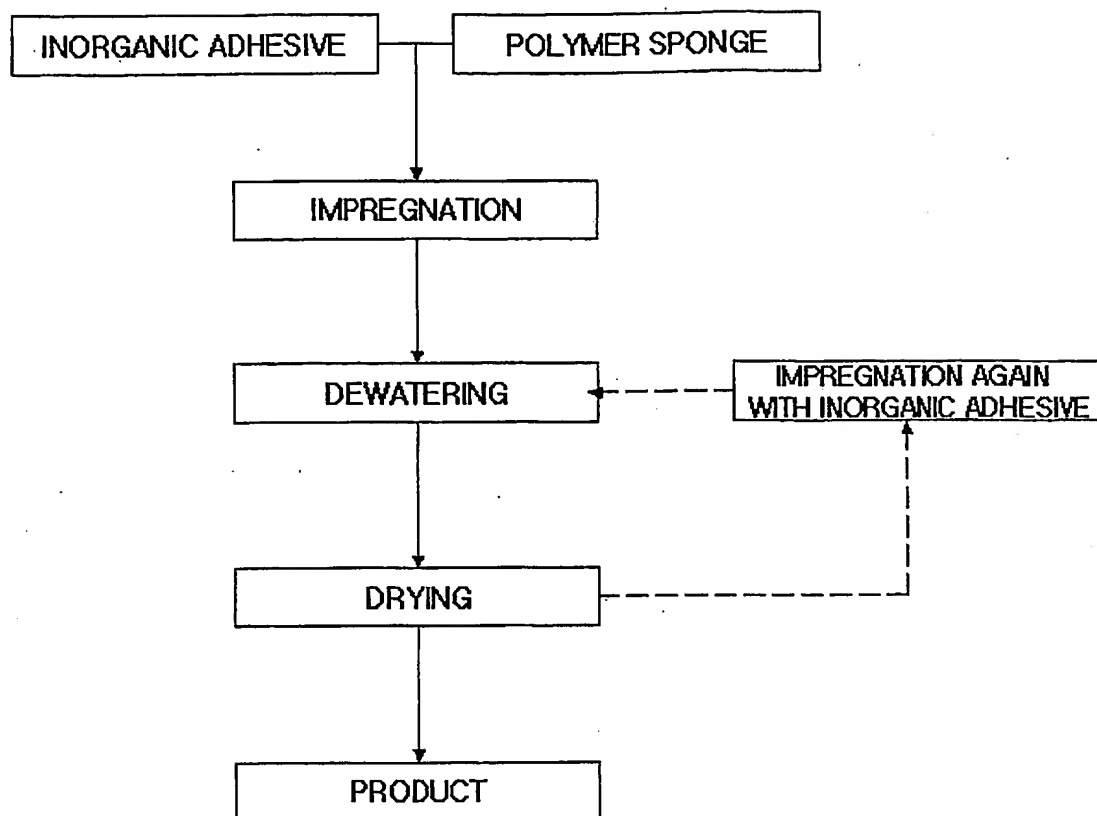 INORGANIC ADHESIVE
POLYMER SPONGE
IMPREGNATION
DEWATERING
IMPREGNATION AGAIN
WITH INORGANIC ADHESIVE
DRYING
PRODUCT